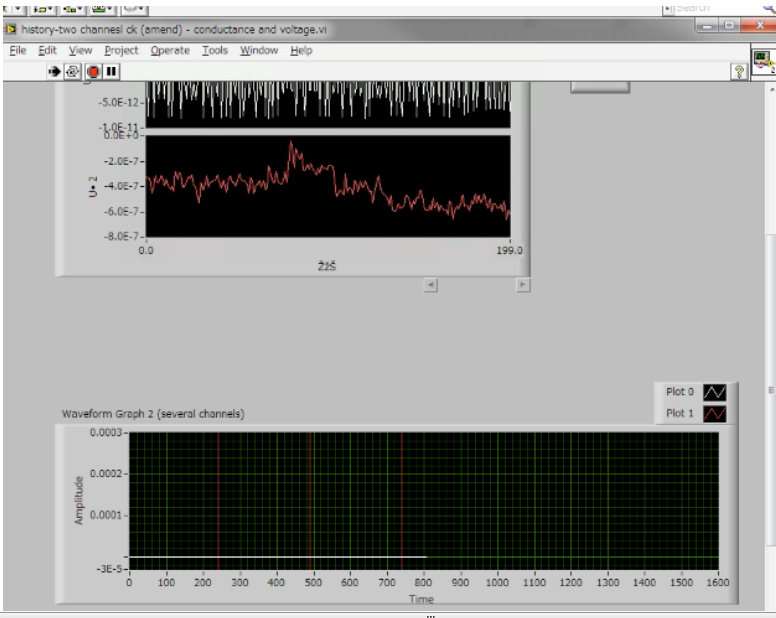 history-two channesl ck (amend) - conductance and voltage.vi
File Edit View Project Operate Tools Window Help
-5.0E-12
-1.0E-11
0.0E+0
-2.0E-7
-4.0E-7
-6.0E-7
-8.0E-7
2
0.0 199.0
ŽžŠ
Plot 0
Plot 1
Waveform Graph 2 (several channels)
0.0003
0.0002
0.0001
-3E-5
Amplitude
0 100 200 300 400 500 600 700 800 900 1000 1100 1200 1300 1400 1500 1600
Time